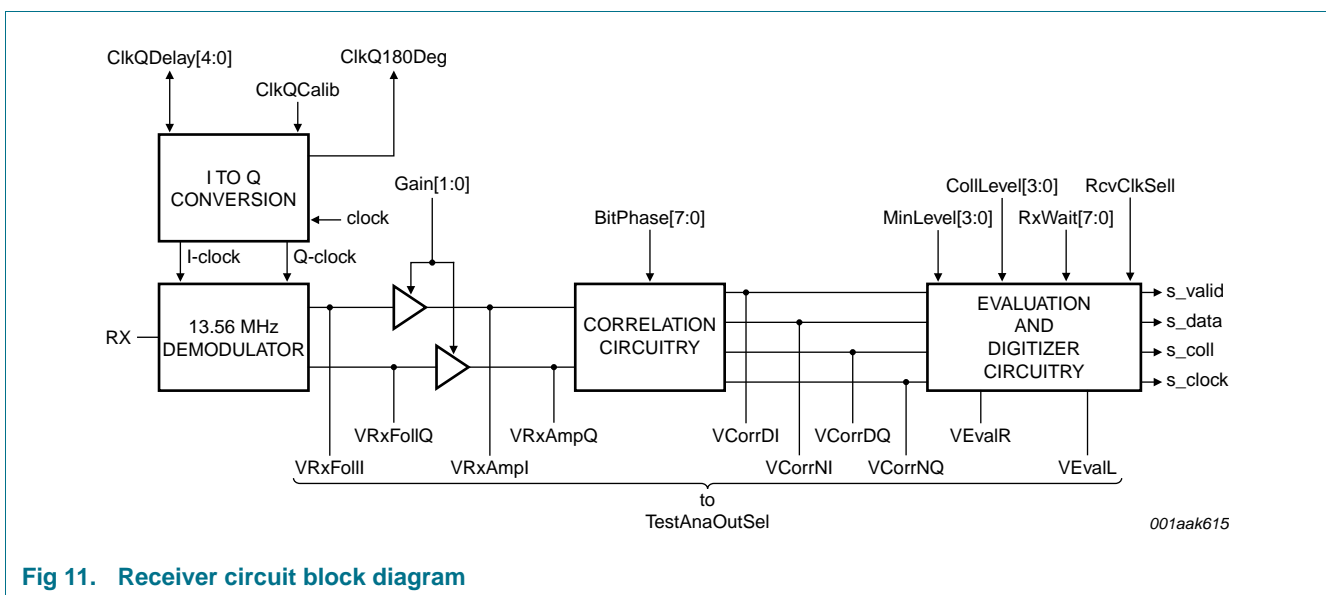 ClkQDelay[4:0]
ClkQ180Deg
ClkQCalib
I TO Q
CONVERSION
clock
Gain[1:0]
BitPhase[7:0]
CollLevel[3:0]
RcvClkSell
MinLevel[3:0]
RxWait[7:0]
I-clock
Q-clock
RX
13.56 MHz
DEMODULATOR
CORRELATION
CIRCUITRY
EVALUATION
AND
DIGITIZER
CIRCUITRY
s_valid
s_data
s_coll
s_clock
VRxFollQ
VRxAmpQ
VCorrDI
VCorrDQ
VEvalR
VRxFollI
VRxAmpI
VCorrNI
VCorrNQ
VEvalL
to
TestAnaOutSel
001aak615
Fig 11. Receiver circuit block diagram